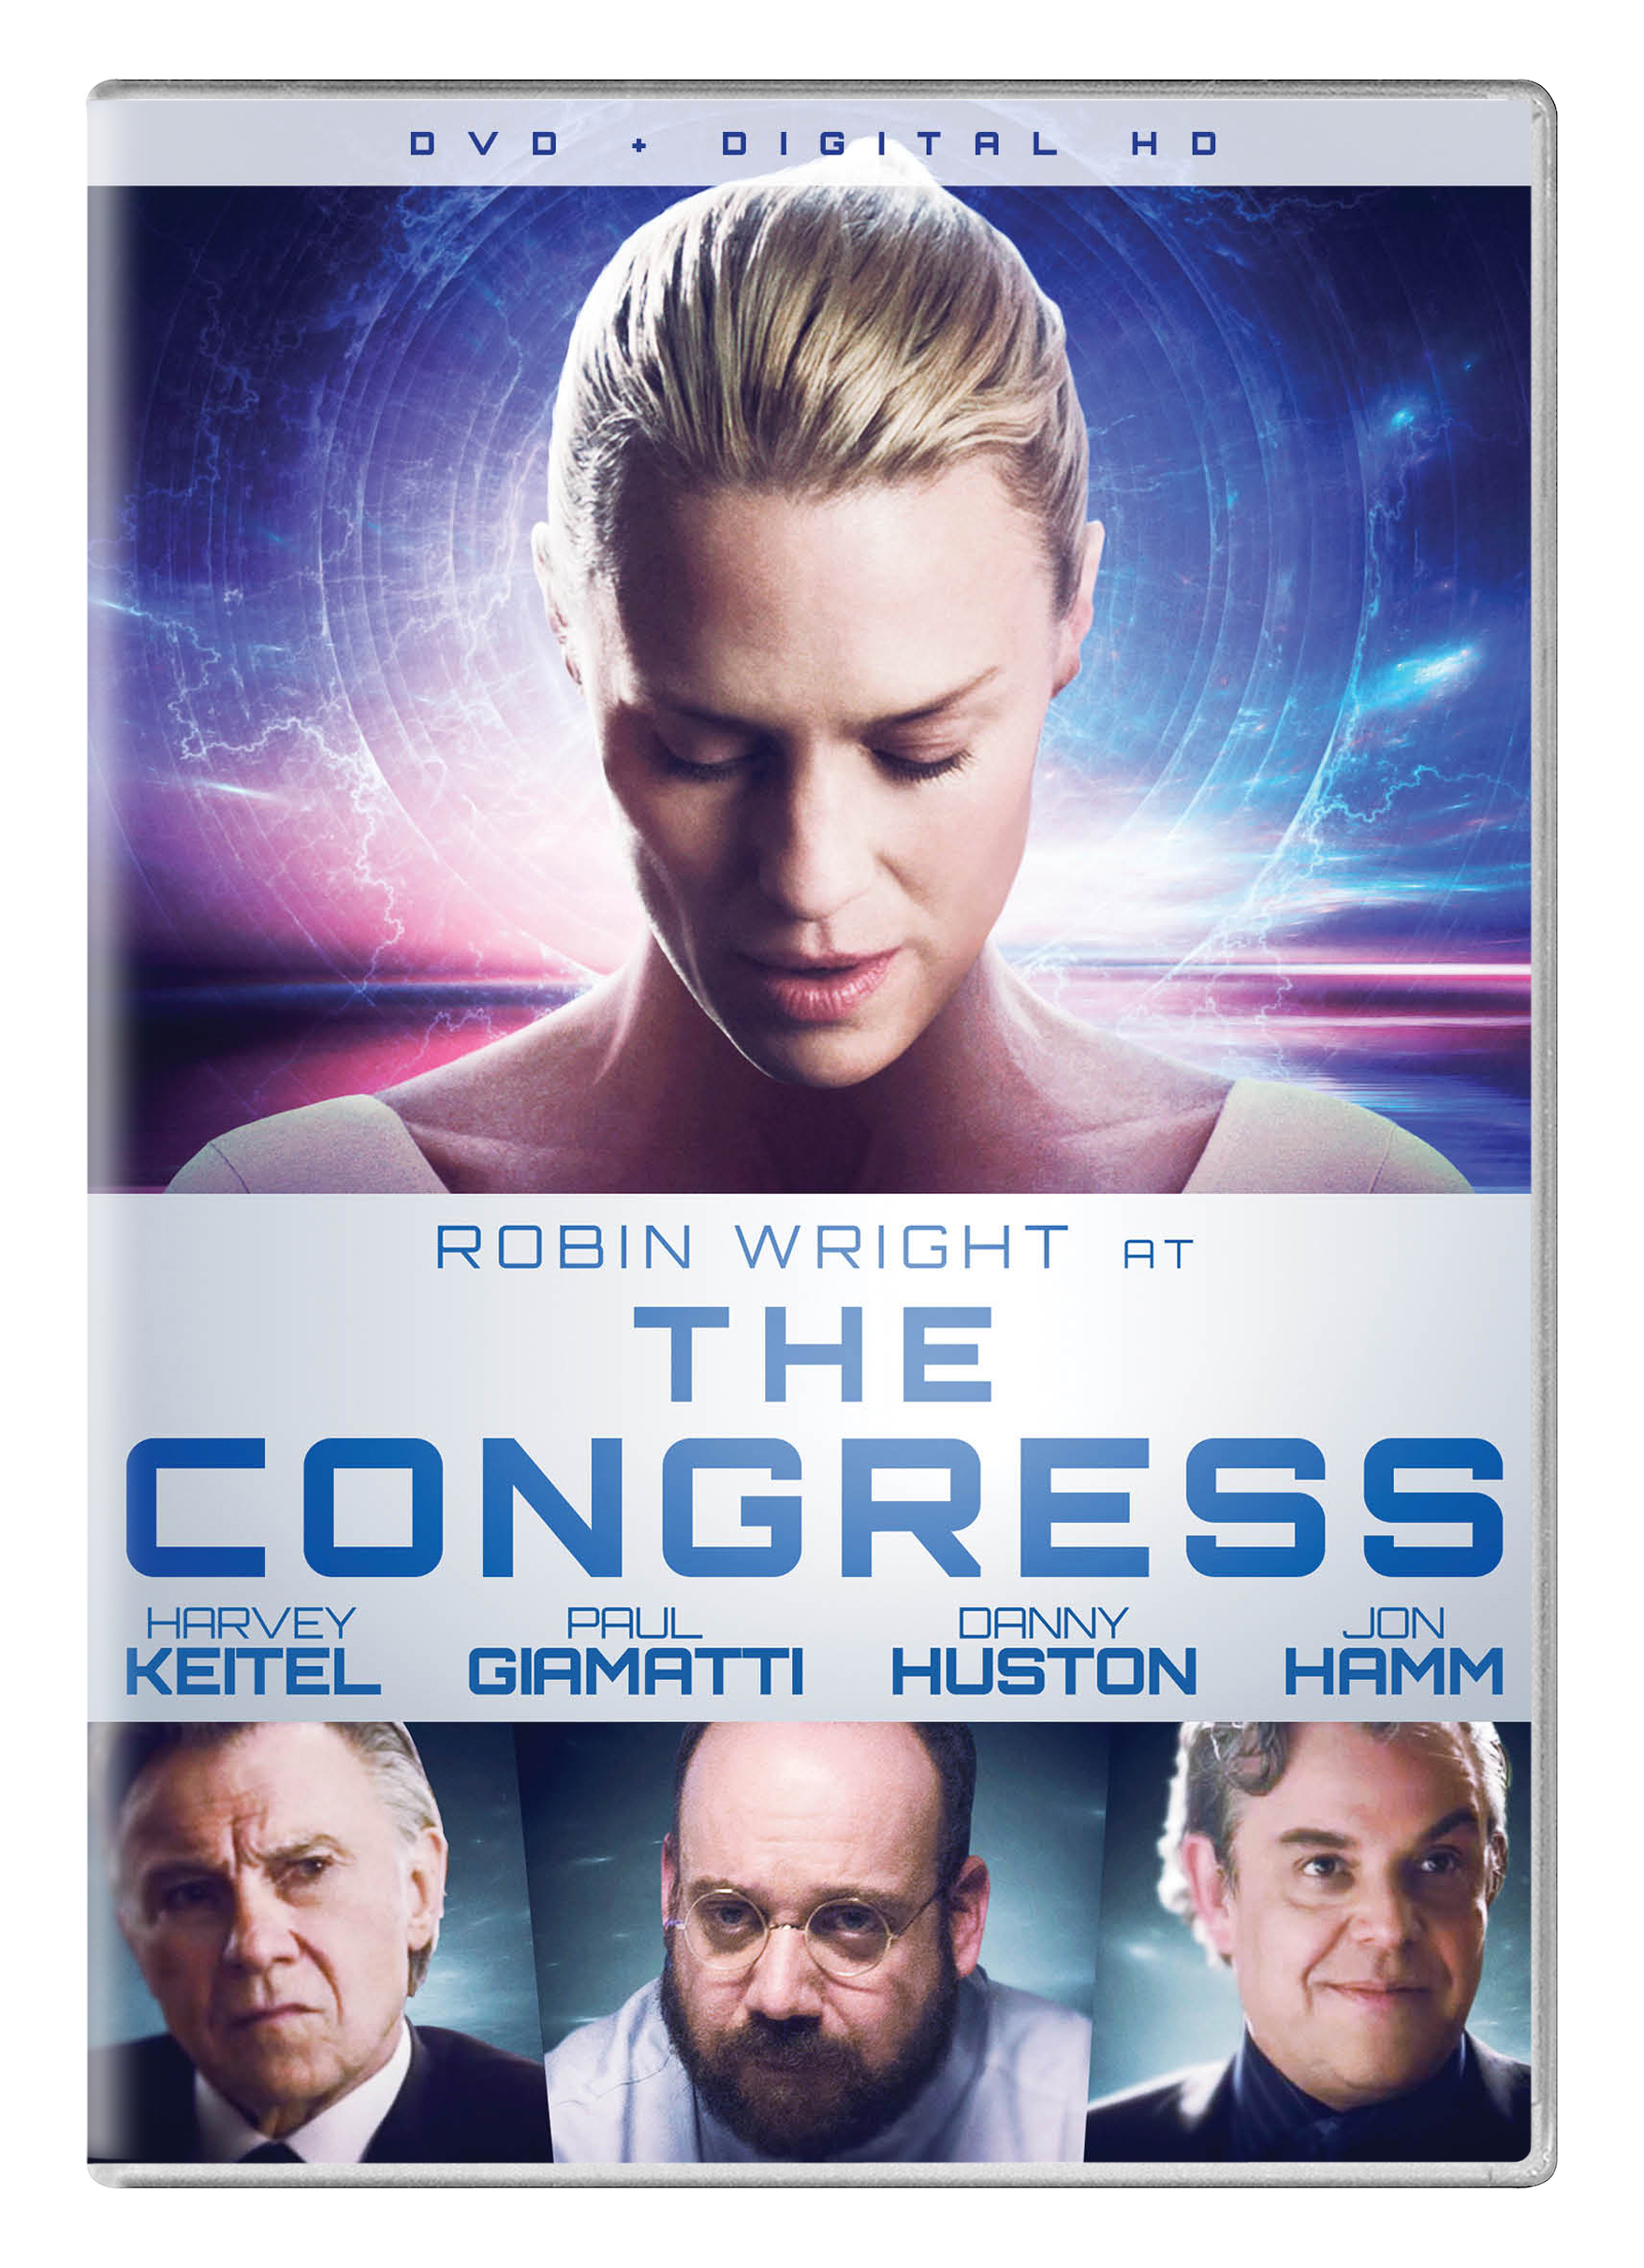 DVD + DIGITAL HD
ROBIN WRIGHT AT
THE
CONGRESS
HARVEY KEITEL PAUL GIAMATTI DANNY HUSTON JON HAMM